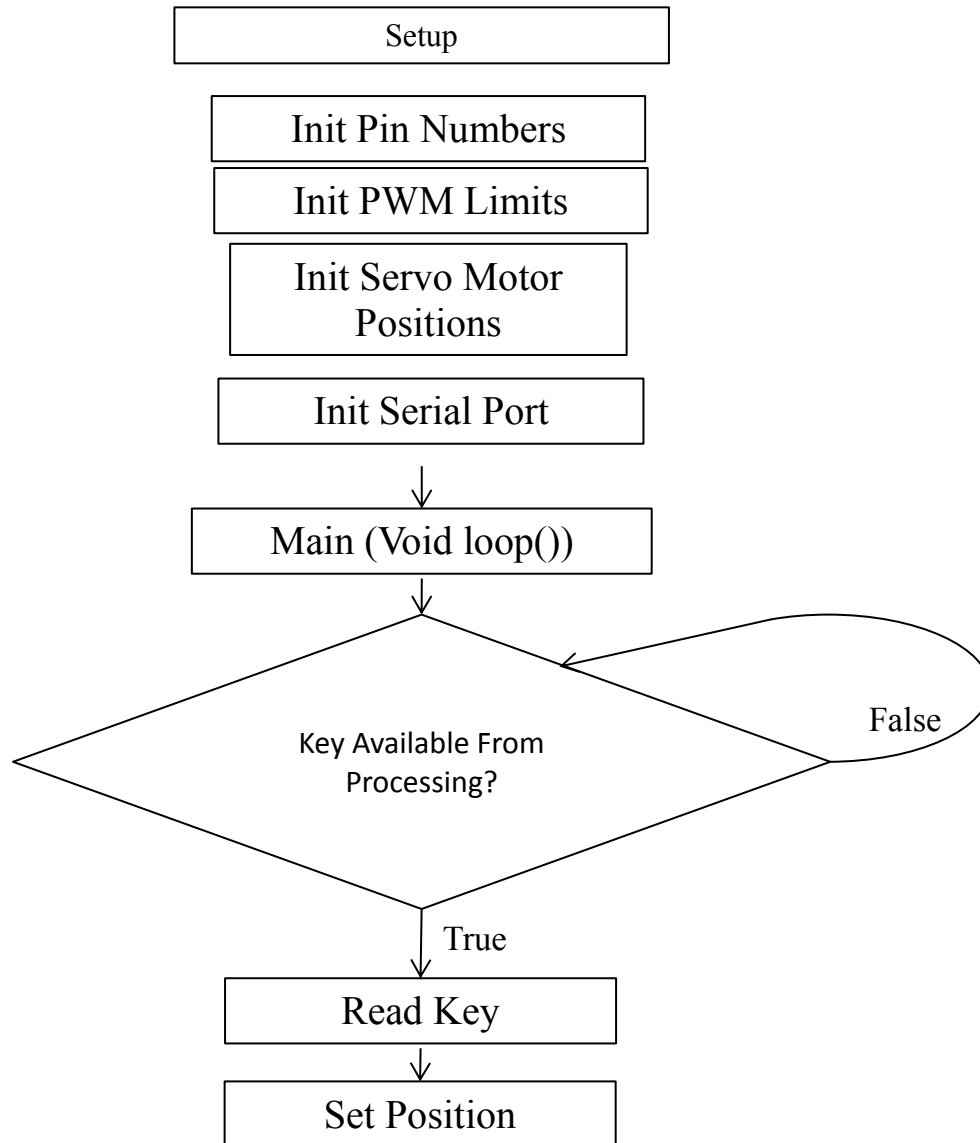 Setup
Init Pin Numbers
Init PWM Limits
Init Servo Motor
Positions
Init Serial Port
Main (Void loop())
Key Available From
Processing?
False
True
Read Key
Set Position